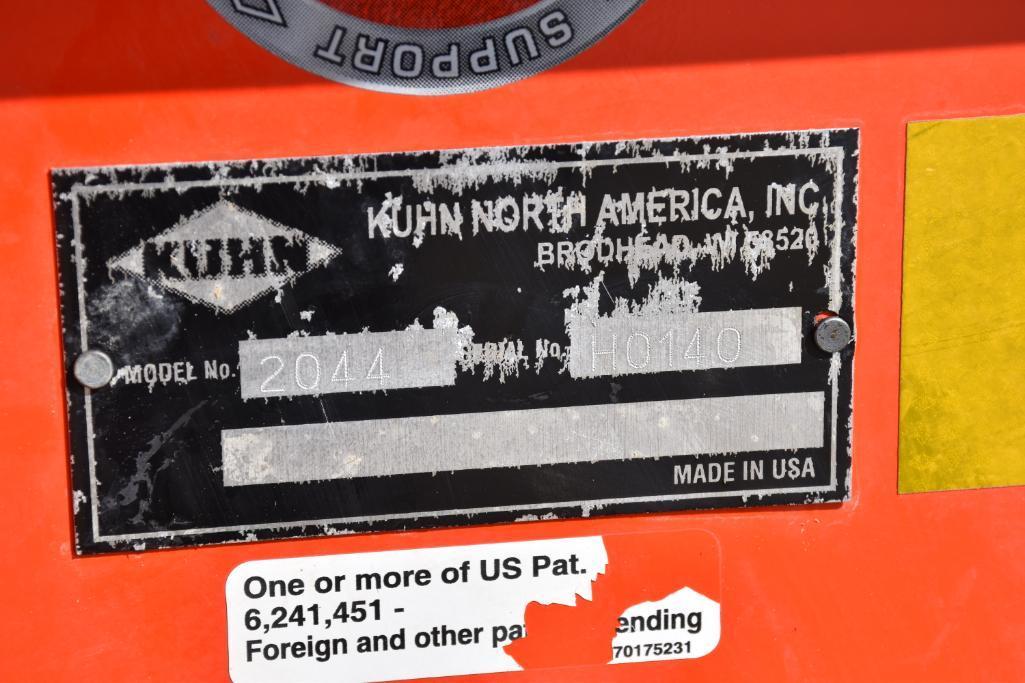 SUPPORT
KUHN
KUHN NORTH AMERICA, INC
BRODHEAD, WI 53520
MODEL No. 2044 SERIAL No. H0140
MADE IN USA
One or more of US Pat.
6,241,451 -
Foreign and other pa ending
70175231